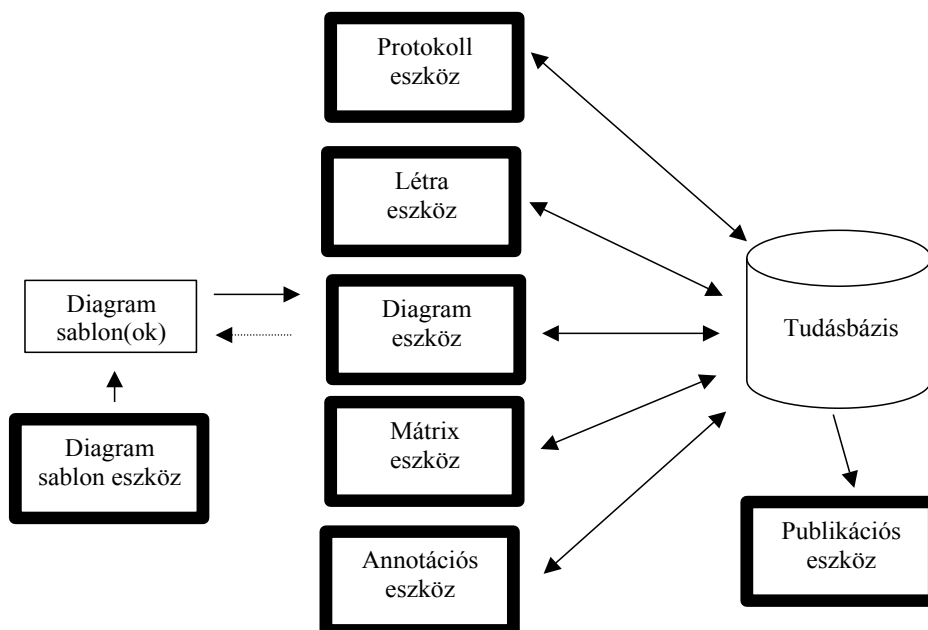 Protokoll
eszköz
Létra
eszköz
Diagram
sablon(ok)
Diagram
eszköz
Tudásbázis
Diagram
sablon eszköz
Mátrix
eszköz
Annotációs
eszköz
Publikációs
eszköz